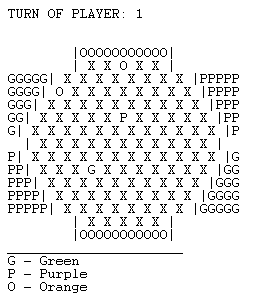 TURN OF PLAYER: 1
|OOOOOOOOOOO|
| X X O X X |
GGGGG| X X X X X X X X |PPPPP
GGGG| O X X X X X X X X |PPPP
GGG| X X X X X X X X X X |PPP
GG| X X X X X P X X X X X |PP
G| X X X X X X X X X X X X |P
| X X X X X X X X X X X |
P| X X X X X X X X X X X X |G
PP| X X X G X X X X X X X |GG
PPP| X X X X X X X X X X |GGG
PPPP| X X X X X X X X X |GGGG
PPPPP| X X X X X X X X |GGGGG
| X X X X X |
|OOOOOOOOOOO|
G - Green
P - Purple
O - Orange